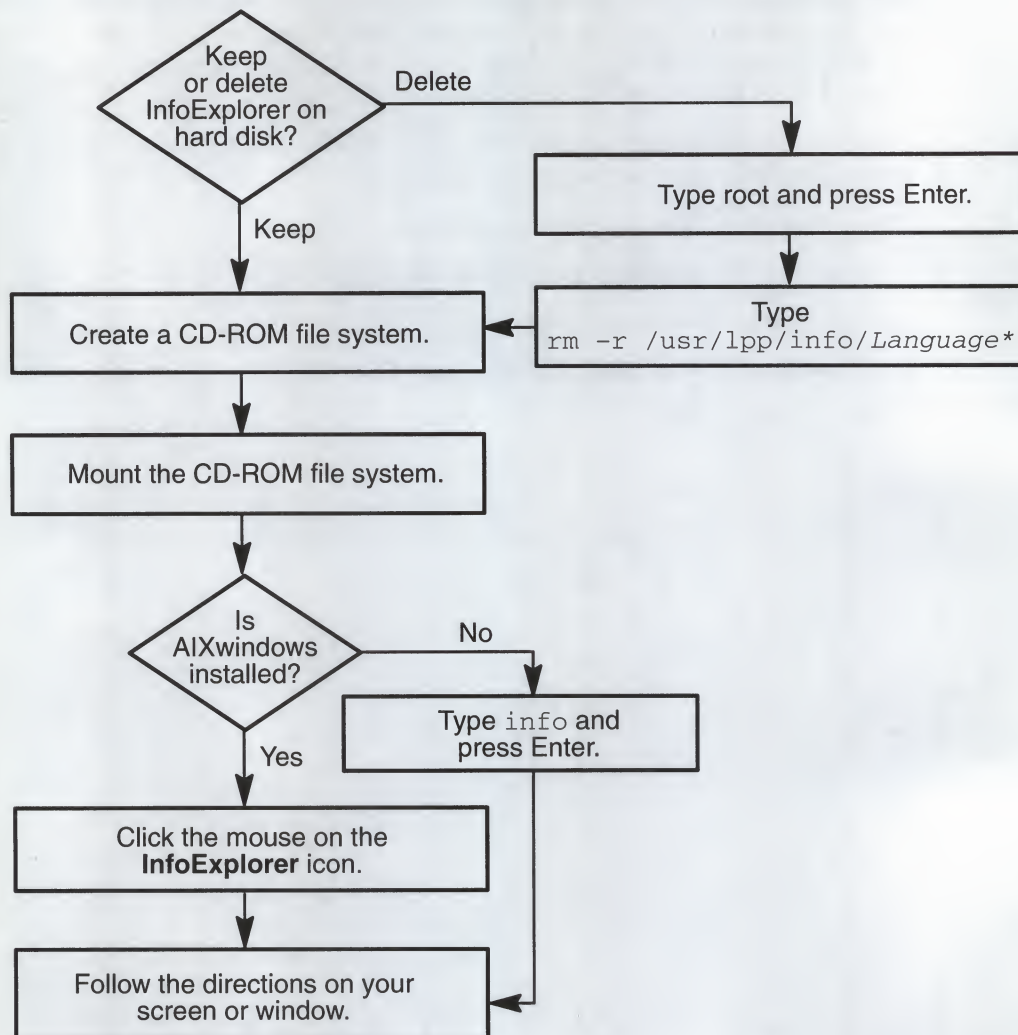 Keep
or delete
InfoExplorer on
hard disk?
Delete
Type root and press Enter.
Keep
Type
rm -r /usr/lpp/info/Language*
Create a CD-ROM file system.
Mount the CD-ROM file system.
Is
AIXwindows
installed?
No
Type info and
press Enter.
Yes
Click the mouse on the
InfoExplorer icon.
Follow the directions on your
screen or window.